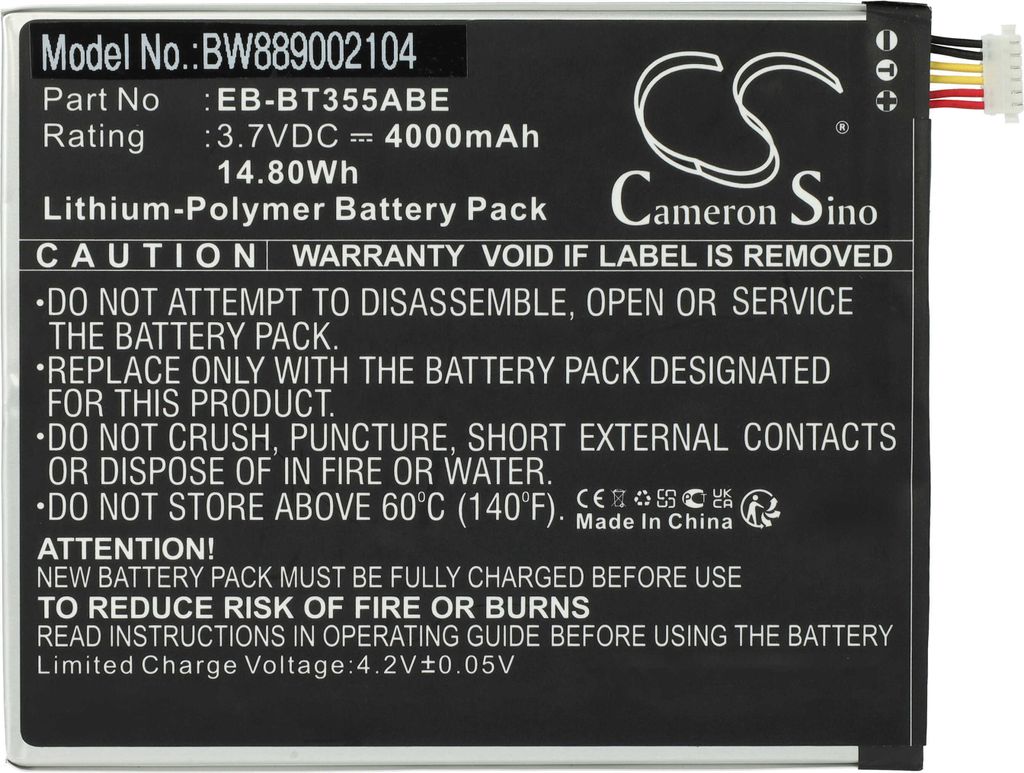 Model No.:BW889002104
Part No : EB-BT355ABE
Rating : 3.7VDC ⎓ 4000mAh
14.80Wh
Lithium-Polymer Battery Pack
Cameron Sino
®
- T +
CAUTION WARRANTY VOID IF LABEL IS REMOVED
•DO NOT ATTEMPT TO DISASSEMBLE, OPEN OR SERVICE
THE BATTERY PACK.
•REPLACE ONLY WITH THE BATTERY PACK DESIGNATED
FOR THIS PRODUCT.
•DO NOT CRUSH, PUNCTURE, SHORT EXTERNAL CONTACTS
OR DISPOSE OF IN FIRE OR WATER.
•DO NOT STORE ABOVE 60°C (140°F).
CE PCT UKCA
Made In China
ATTENTION!
NEW BATTERY PACK MUST BE FULLY CHARGED BEFORE USE
TO REDUCE RISK OF FIRE OR BURNS
READ INSTRUCTIONS IN OPERATING GUIDE BEFORE USING THE BATTERY
Limited Charge Voltage:4.2V±0.05V